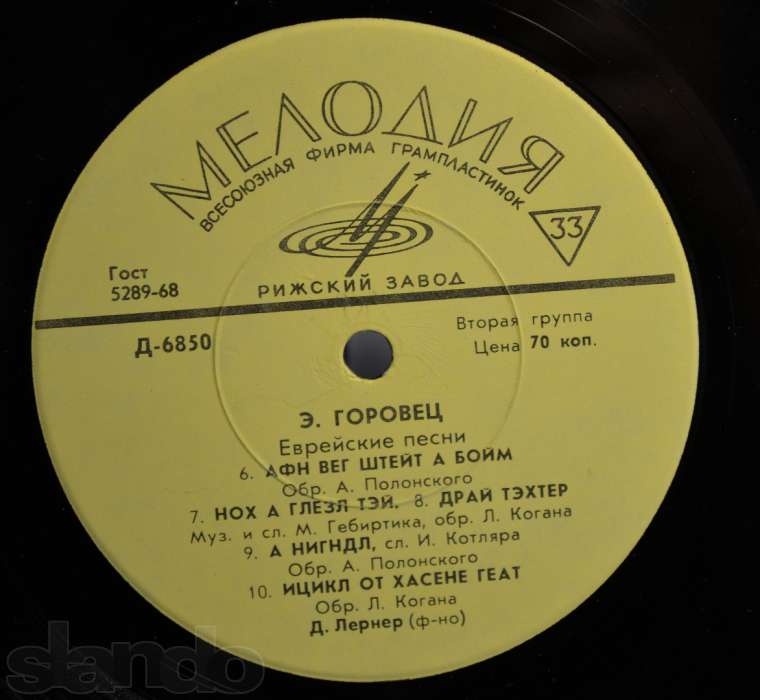 МЕЛОДИЯ
ВСЕСОЮЗНАЯ ФИРМА ГРАМПЛАСТИНОК
33
Гост
5289-68
РИЖСКИЙ ЗАВОД
Д-6850
Вторая группа
Цена 70 коп.
Э. ГОРОВЕЦ
Еврейские песни
6. АФН ВЕГ ШТЕЙТ А БОЙМ
Обр. А. Полонского
7. НОХ А ГЛЕЗЛ ТЭЙ. 8. ДРАЙ ТЭХТЕР
Муз. и сл. М. Гебиртика, обр. Л. Когана
9. А НИГНДЛ, сл. И. Котляра
Обр. А. Полонского
10. ИЦИКЛ ОТ ХАСЕНЕ ГЕАТ
Обр. Л. Когана
Д. Лернер (ф-но)
slando